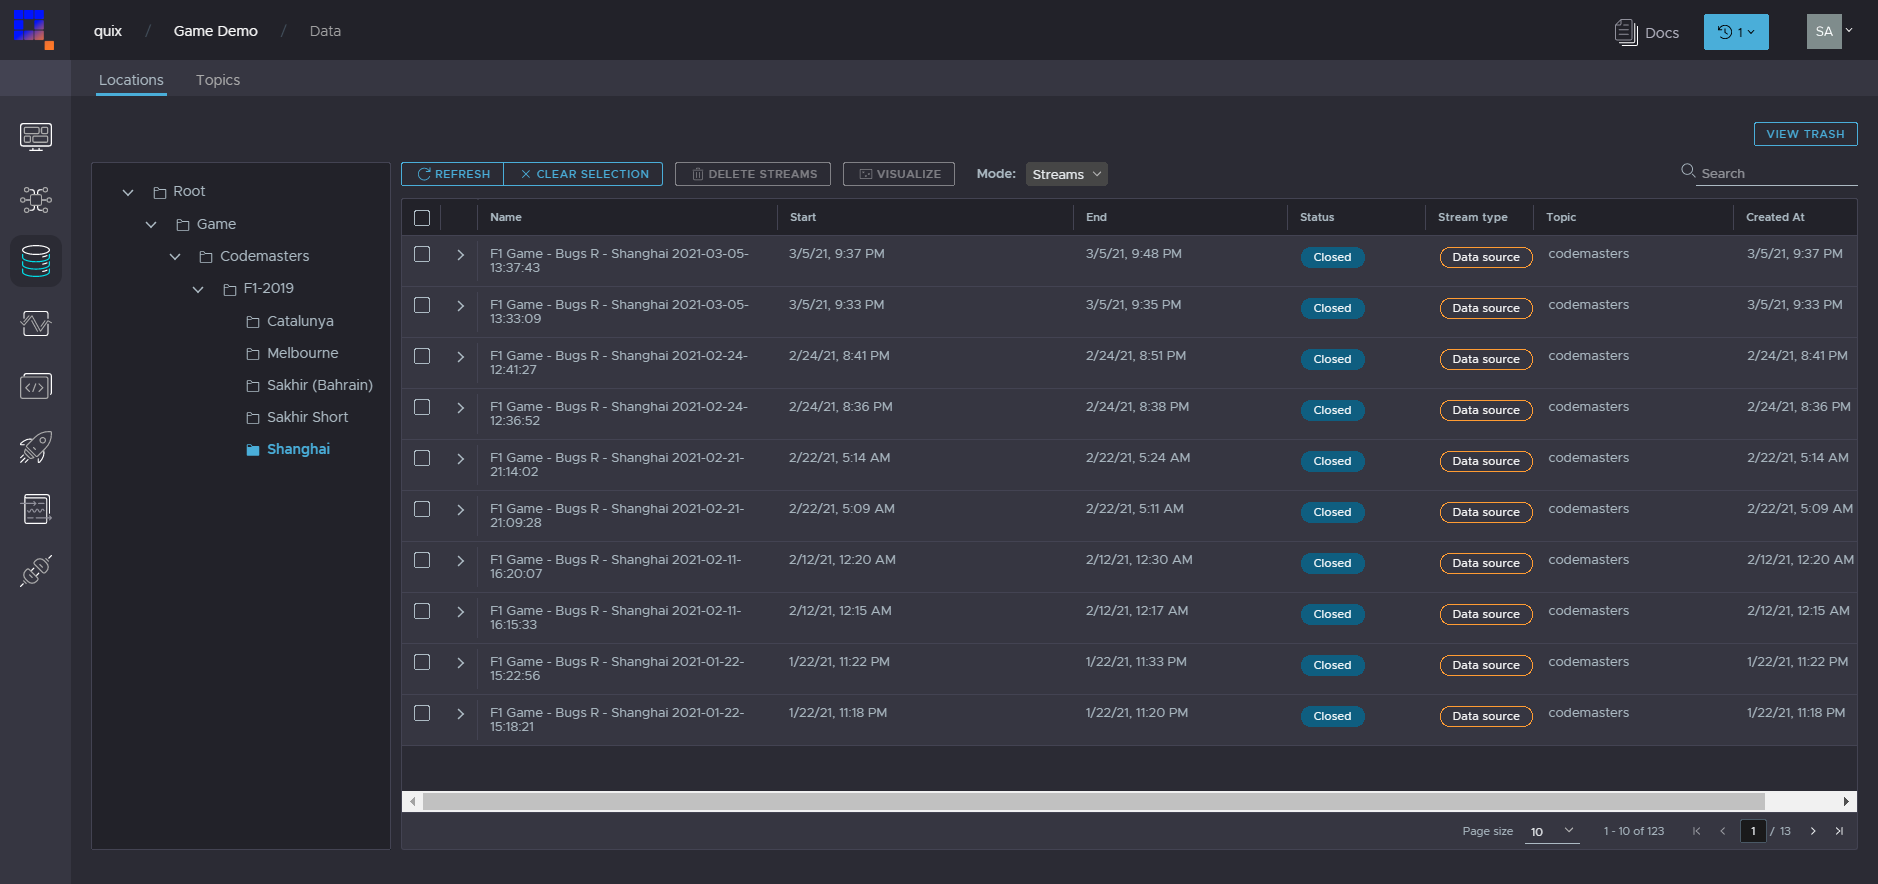 quix / Game Demo / Data
Docs
1
SA
Locations Topics
VIEW TRASH
REFRESH CLEAR SELECTION DELETE STREAMS VISUALIZE Mode: Streams Search
Root
Game
Codemasters
F1-2019
Catalunya
Melbourne
Sakhir (Bahrain)
Sakhir Short
Shanghai
Name Start End Status Stream type Topic Created At
F1 Game - Bugs R - Shanghai 2021-03-05- 3/5/21, 9:37 PM 3/5/21, 9:48 PM Closed Data source codemasters 3/5/21, 9:37 PM
13:37:43
F1 Game - Bugs R - Shanghai 2021-03-05- 3/5/21, 9:33 PM 3/5/21, 9:35 PM Closed Data source codemasters 3/5/21, 9:33 PM
13:33:09
F1 Game - Bugs R - Shanghai 2021-02-24- 2/24/21, 8:41 PM 2/24/21, 8:51 PM Closed Data source codemasters 2/24/21, 8:41 PM
12:41:27
F1 Game - Bugs R - Shanghai 2021-02-24- 2/24/21, 8:36 PM 2/24/21, 8:38 PM Closed Data source codemasters 2/24/21, 8:36 PM
12:36:52
F1 Game - Bugs R - Shanghai 2021-02-21- 2/22/21, 5:14 AM 2/22/21, 5:24 AM Closed Data source codemasters 2/22/21, 5:14 AM
21:14:02
F1 Game - Bugs R - Shanghai 2021-02-21- 2/22/21, 5:09 AM 2/22/21, 5:11 AM Closed Data source codemasters 2/22/21, 5:09 AM
21:09:28
F1 Game - Bugs R - Shanghai 2021-02-11- 2/12/21, 12:20 AM 2/12/21, 12:30 AM Closed Data source codemasters 2/12/21, 12:20 AM
16:20:07
F1 Game - Bugs R - Shanghai 2021-02-11- 2/12/21, 12:15 AM 2/12/21, 12:17 AM Closed Data source codemasters 2/12/21, 12:15 AM
16:15:33
F1 Game - Bugs R - Shanghai 2021-01-22- 1/22/21, 11:22 PM 1/22/21, 11:33 PM Closed Data source codemasters 1/22/21, 11:22 PM
15:22:56
F1 Game - Bugs R - Shanghai 2021-01-22- 1/22/21, 11:18 PM 1/22/21, 11:20 PM Closed Data source codemasters 1/22/21, 11:18 PM
15:18:21
Page size 10 1 - 10 of 123 1 / 13